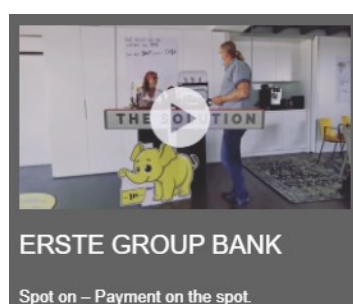 THE SOLUTION
ERSTE GROUP BANK
Spot on – Payment on the spot.